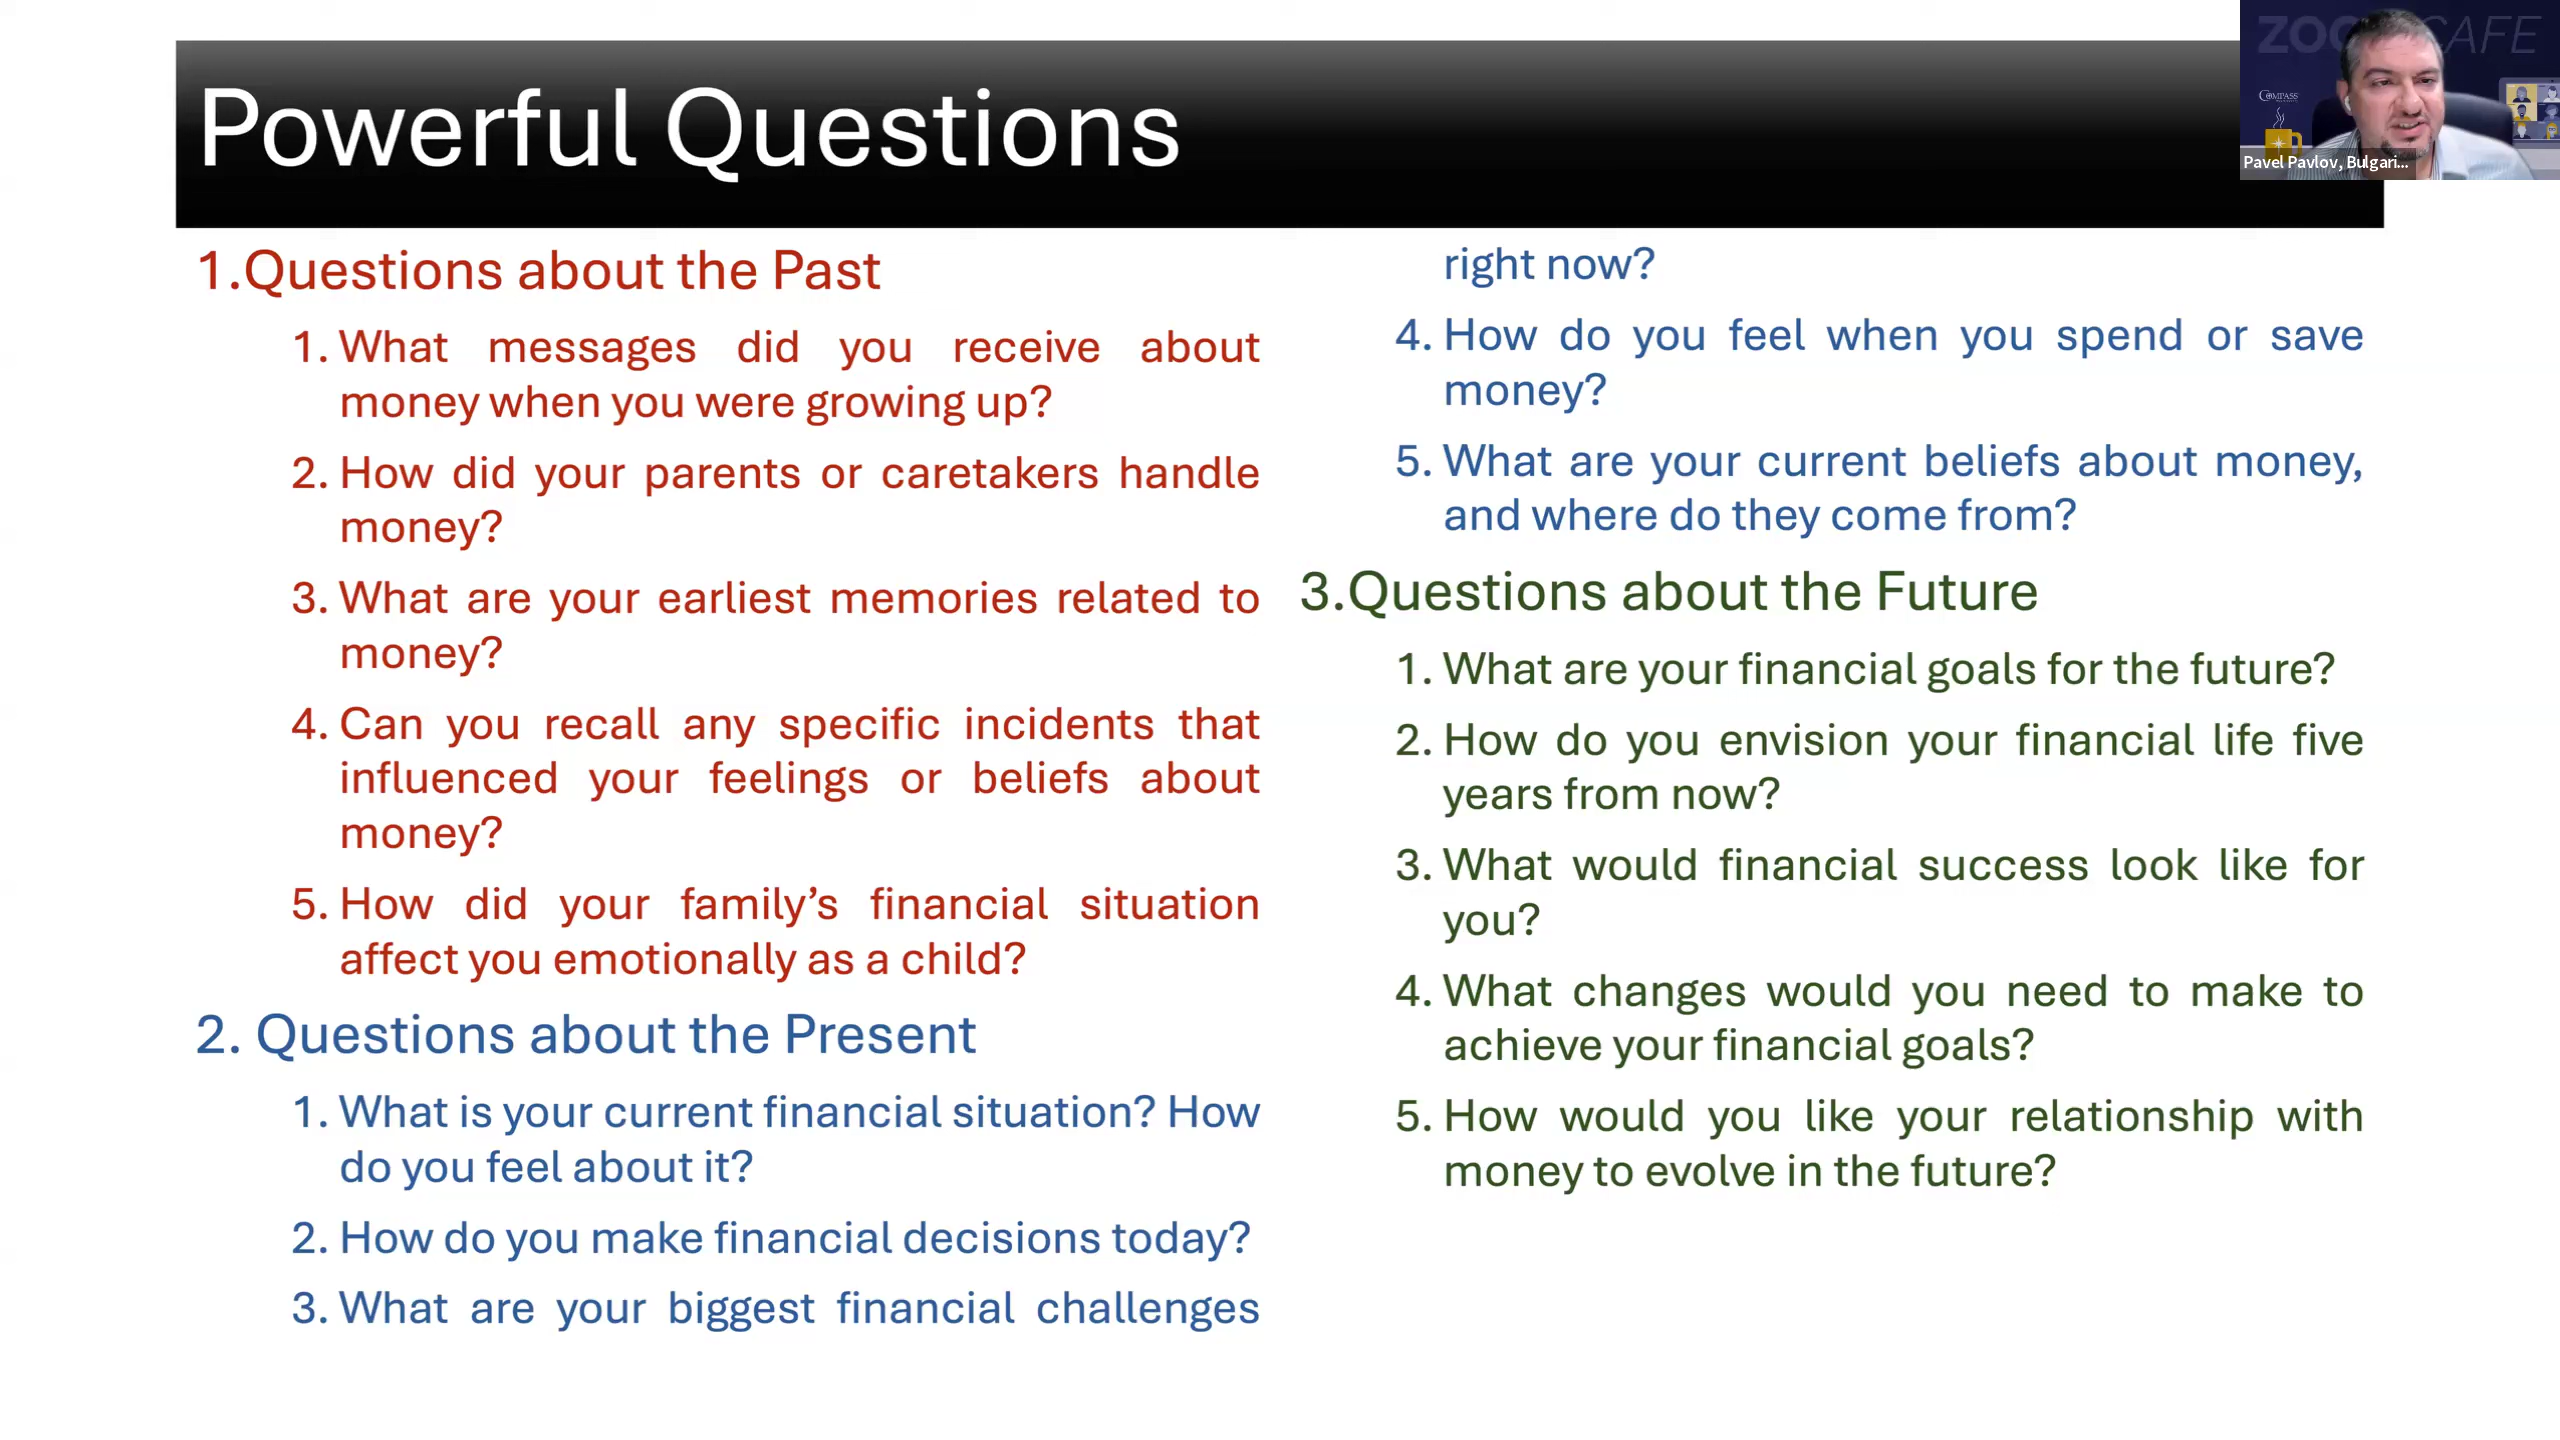 Powerful Questions
1.Questions about the Past
1. What messages did you receive about
money when you were growing up?
2. How did your parents or caretakers handle
money?
3. What are your earliest memories related to
money?
4. Can you recall any specific incidents that
influenced your feelings or beliefs about
money?
5. How did your family’s financial situation
affect you emotionally as a child?
2. Questions about the Present
1. What is your current financial situation? How
do you feel about it?
2. How do you make financial decisions today?
3. What are your biggest financial challenges
right now?
4. How do you feel when you spend or save
money?
5. What are your current beliefs about money,
and where do they come from?
3.Questions about the Future
1. What are your financial goals for the future?
2. How do you envision your financial life five
years from now?
3. What would financial success look like for
you?
4. What changes would you need to make to
achieve your financial goals?
5. How would you like your relationship with
money to evolve in the future?
COMPASS
Pavel Pavlov, Bulgari...